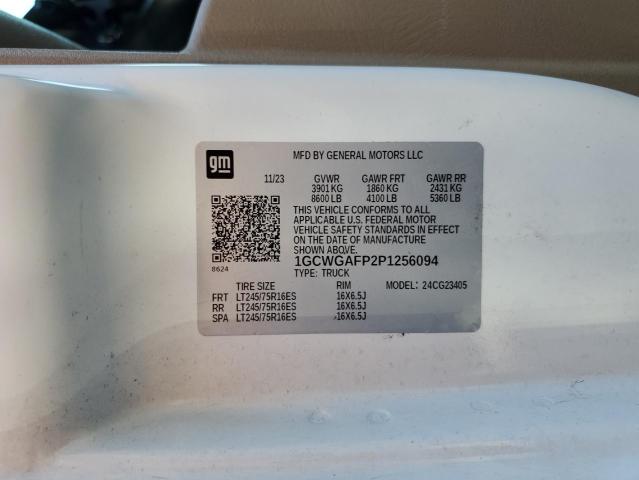 gm
MFD BY GENERAL MOTORS LLC
11/23 GVWR GAWR FRT GAWR RR
3901 KG 1860 KG 2431 KG
8600 LB 4100 LB 5360 LB
THIS VEHICLE CONFORMS TO ALL
APPLICABLE U.S. FEDERAL MOTOR
VEHICLE SAFETY STANDARDS IN EFFECT
ON THE DATE OF MANUFACTURE
SHOWN ABOVE.
1GCWGAFP2P1256094
8624
TYPE: TRUCK
TIRE SIZE RIM MODEL: 24CG23405
FRT LT245/75R16ES 16X6.5J
RR LT245/75R16ES 16X6.5J
SPA LT245/75R16ES 16X6.5J